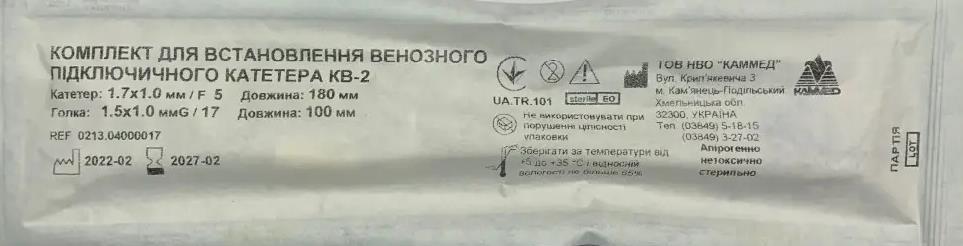 КОМПЛЕКТ ДЛЯ ВСТАНОВЛЕННЯ ВЕНОЗНОГО
ПІДКЛЮЧИЧНОГО КАТЕТЕРА КВ-2
Катетер: 1.7x1.0 мм / F 5 Довжина: 180 мм
Голка: 1.5x1.0 ммG / 17 Довжина: 100 мм
REF 0213.04000017
2022-02 2027-02
UA.TR.101 sterile EO
Не використовувати при
порушенні цілісності
упаковки
Зберігати за температури від
+5 до +35 °С і відносній
вологості не більше 65%
ТОВ НВО "КАММЕД"
Вул. Крип'якевича 3
м. Кам'янець-Подільський
Хмельницька обл.
32300, УКРАЇНА
Тел. (03849) 5-18-15
(03849) 3-27-02
Апірогенно
нетоксично
стерильно
КАММЕД
ПАРТІЯ
LOT